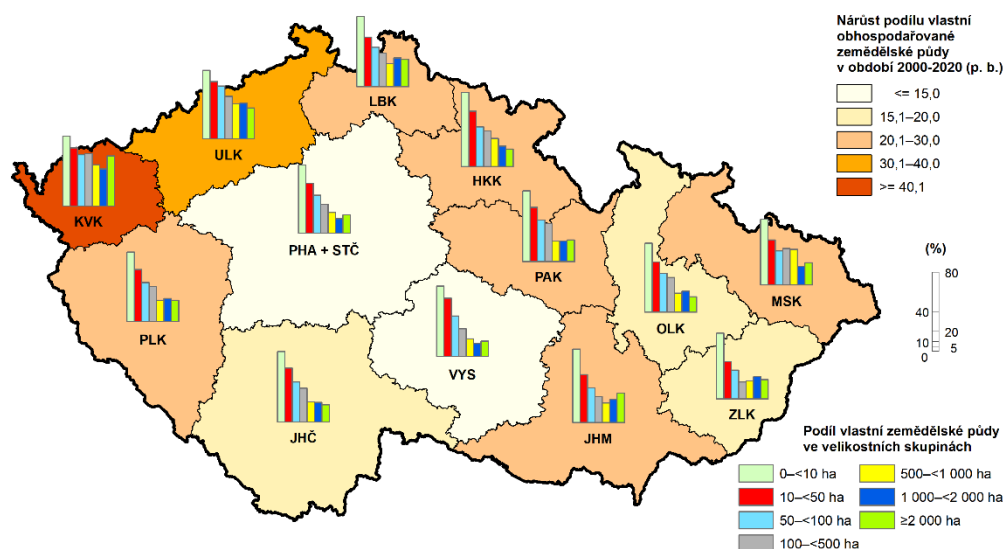 Nárůst podílu vlastní
obhospodařované
zemědělské půdy
v období 2000-2020 (p. b.)
<= 15,0
15,1–20,0
20,1–30,0
30,1–40,0
>= 40,1
LBK
ULK
HKK
KVK
PHA + STČ
PAK
MSK
OLK
PLK
VYS
ZLK
JHČ
JHM
(%)
80
40
20
10
5
0
Podíl vlastní zemědělské půdy
ve velikostních skupinách
0–<10 ha
500–<1 000 ha
10–<50 ha
1 000–<2 000 ha
50–<100 ha
≥2 000 ha
100–<500 ha